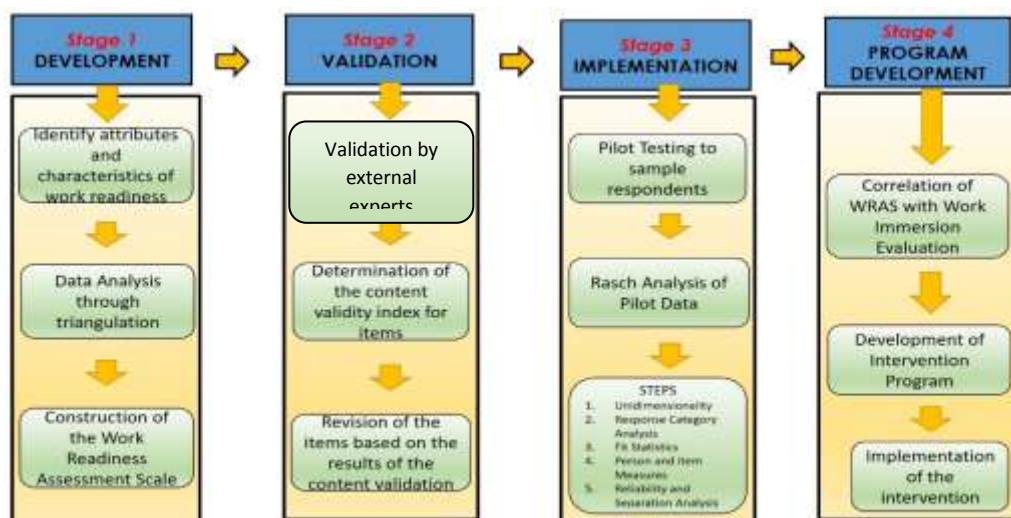 Stage 1
DEVELOPMENT
Identify attributes
and
characteristics of
work readiness
Data Analysis
through
triangulation
Construction of
the Work
Readiness
Assessment Scale
Stage 2
VALIDATION
Validation by
external
experts
Determination of
the content
validity index for
items
Revision of the
items based on the
results of the
content validation
Stage 3
IMPLEMENTATION
Pilot Testing to
sample
respondents
Rasch Analysis of
Pilot Data
STEPS
1. Unidimensionality
2. Response Category
Analysis
3. Fit Statistics
4. Person and Item
Measures
5. Reliability and
Separation Analysis
Stage 4
PROGRAM
DEVELOPMENT
Correlation of
WRAS with Work
Immersion
Evaluation
Development of
Intervention
Program
Implementation
of the
intervention